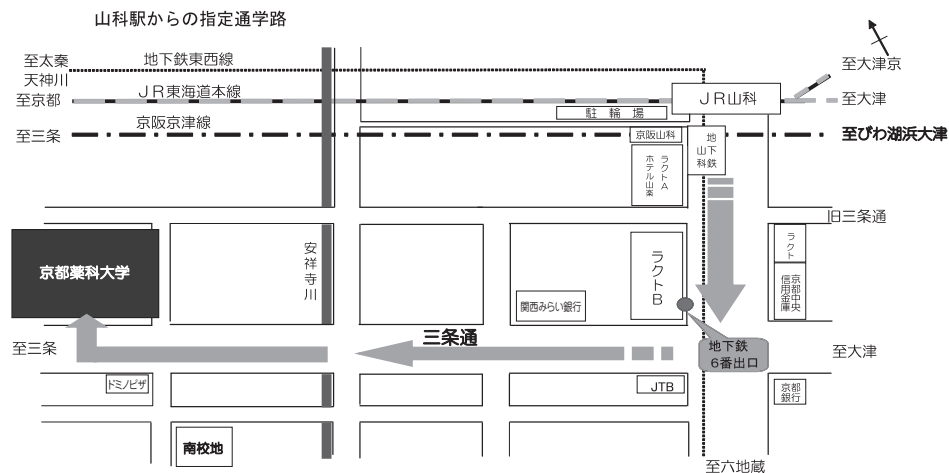 山科駅からの指定通学路
至太秦
天神川
地下鉄東西線
至大津京
至京都
JR東海道本線
JR山科
至大津
駐輪場
至三条
京阪京津線
京阪山科
地下鉄
山科
至びわ湖浜大津
ラクトA
ホテル山楽
旧三条通
京都薬科大学
安祥寺川
ラクトB
ラクト
京都中央
信用金庫
関西みらい銀行
三条通
至三条
地下鉄
6番出口
至大津
ドミノピザ
JTB
京都
銀行
南校地
至六地蔵